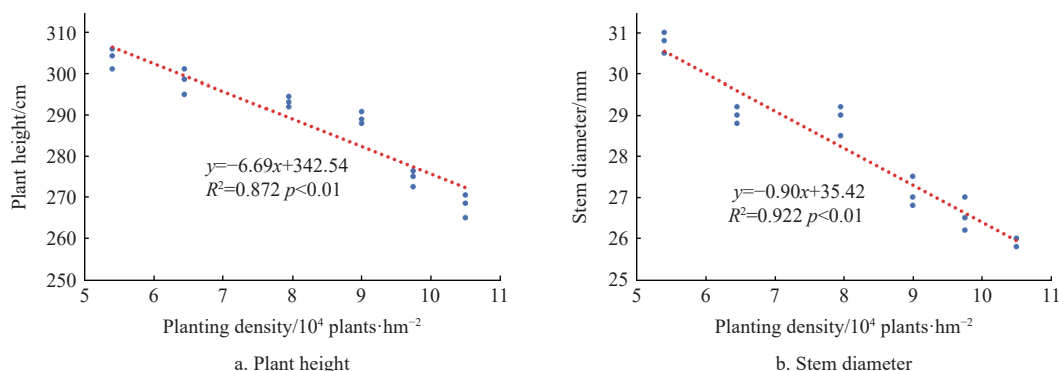 310
300
290
280
270
260
250
Plant height/cm
y=−6.69x+342.54
R²=0.872 p<0.01
5 6 7 8 9 10 11
Planting density/10⁴ plants·hm⁻²
a. Plant height
31
30
29
28
27
26
25
Stem diameter/mm
y=−0.90x+35.42
R²=0.922 p<0.01
5 6 7 8 9 10 11
Planting density/10⁴ plants·hm⁻²
b. Stem diameter